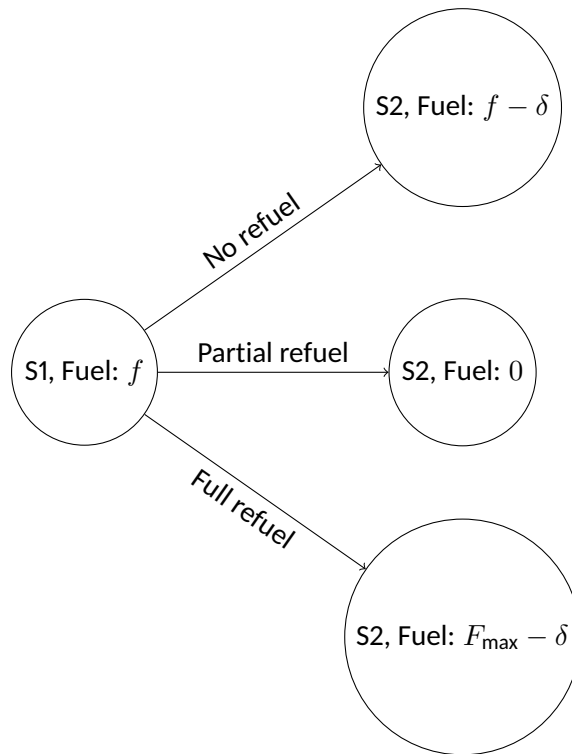 S2, Fuel: f − δ
No refuel
S1, Fuel: f
Partial refuel
S2, Fuel: 0
Full refuel
S2, Fuel: F_max − δ